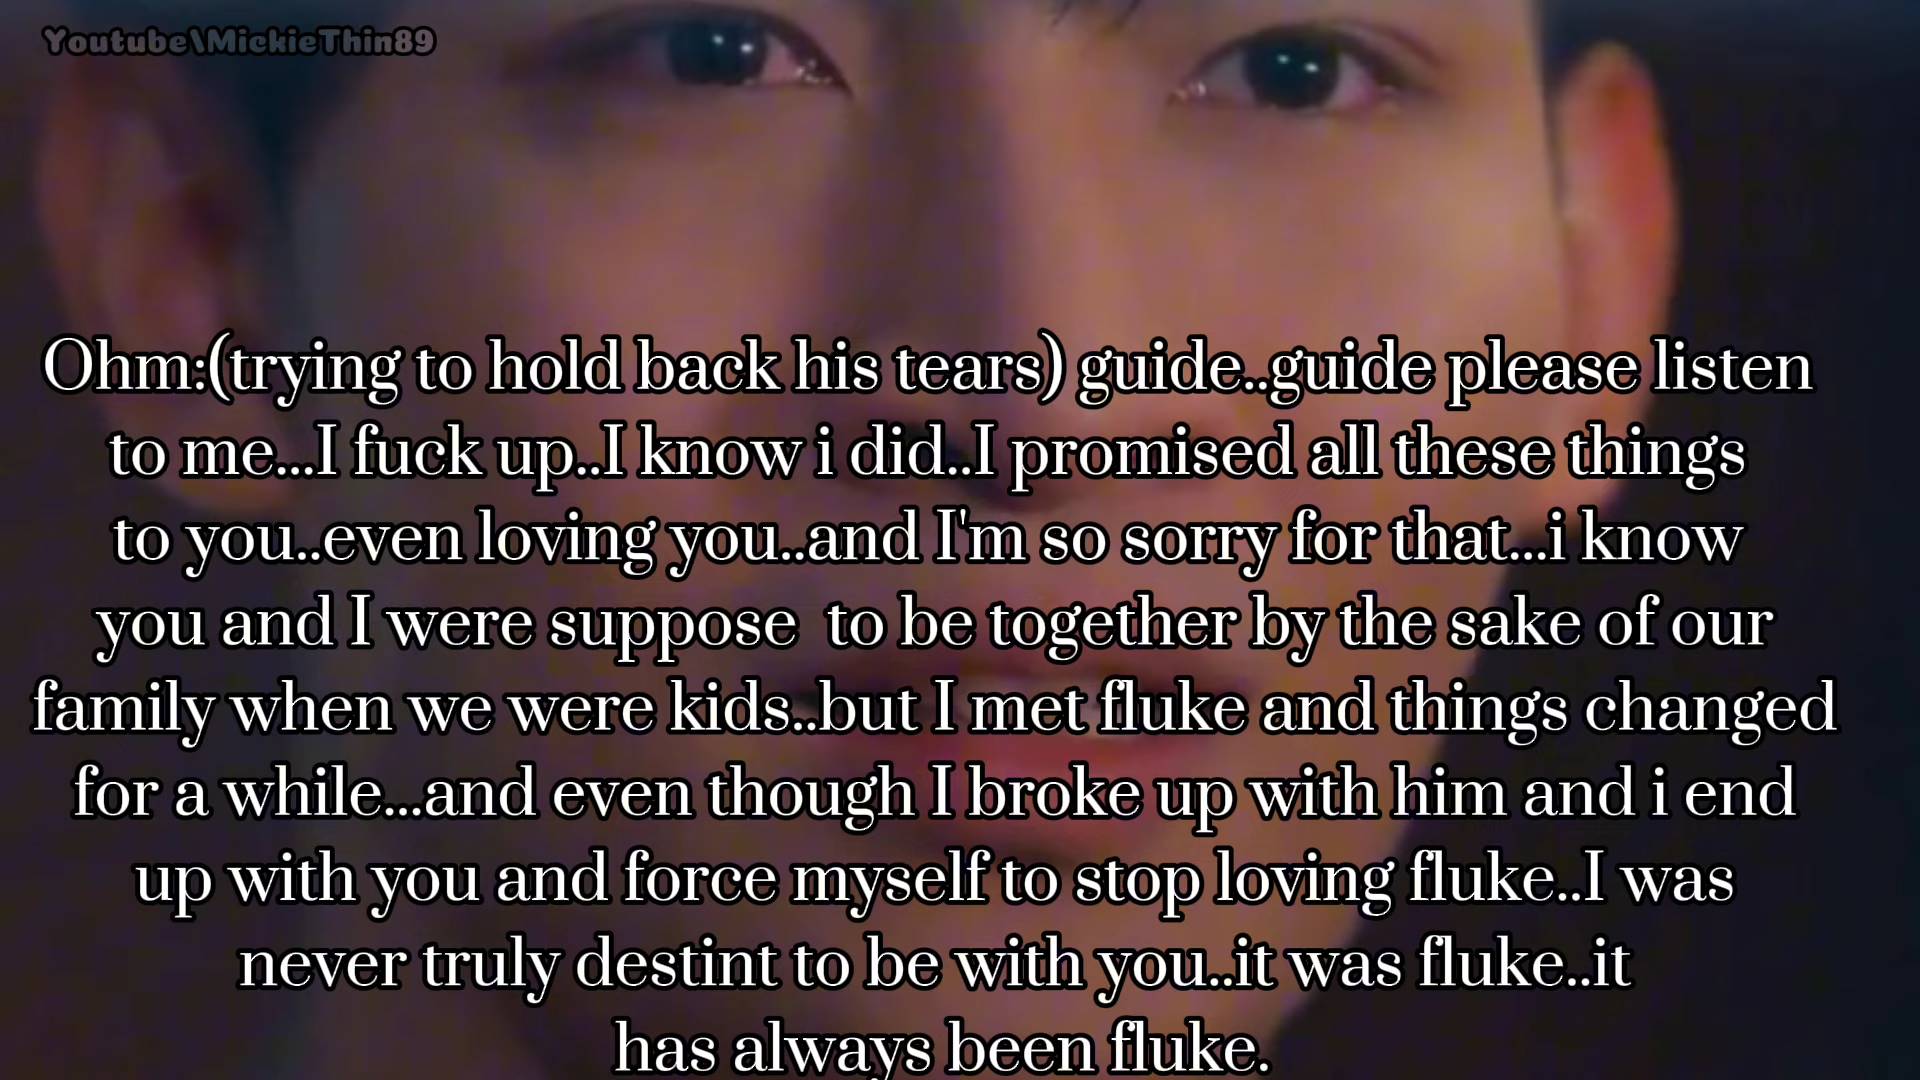 Youtube\MickieThin89
Ohm:(trying to hold back his tears) guide..guide please listen
to me...I fuck up..I know i did..I promised all these things
to you..even loving you..and I'm so sorry for that...i know
you and I were suppose  to be together by the sake of our
family when we were kids..but I met fluke and things changed
for a while...and even though I broke up with him and i end
up with you and force myself to stop loving fluke..I was
never truly destint to be with you..it was fluke..it
has always been fluke.